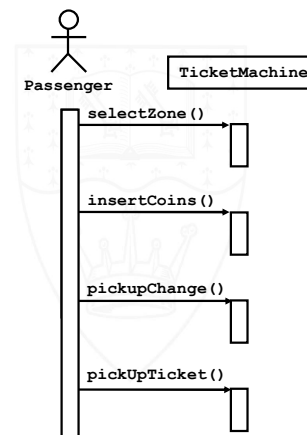 TicketMachine
Passenger
selectZone()
insertCoins()
pickupChange()
pickUpTicket()